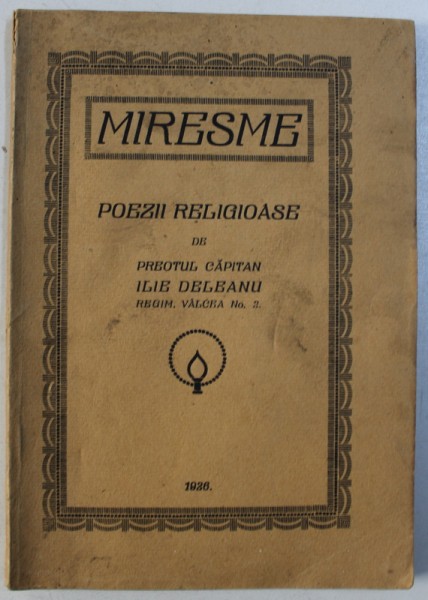 MIRESME
POEZII RELIGIOASE
DE
PREOTUL CĂPITAN
ILIE DELEANU
REGIM. VÂLCEA No. 2.
1936.